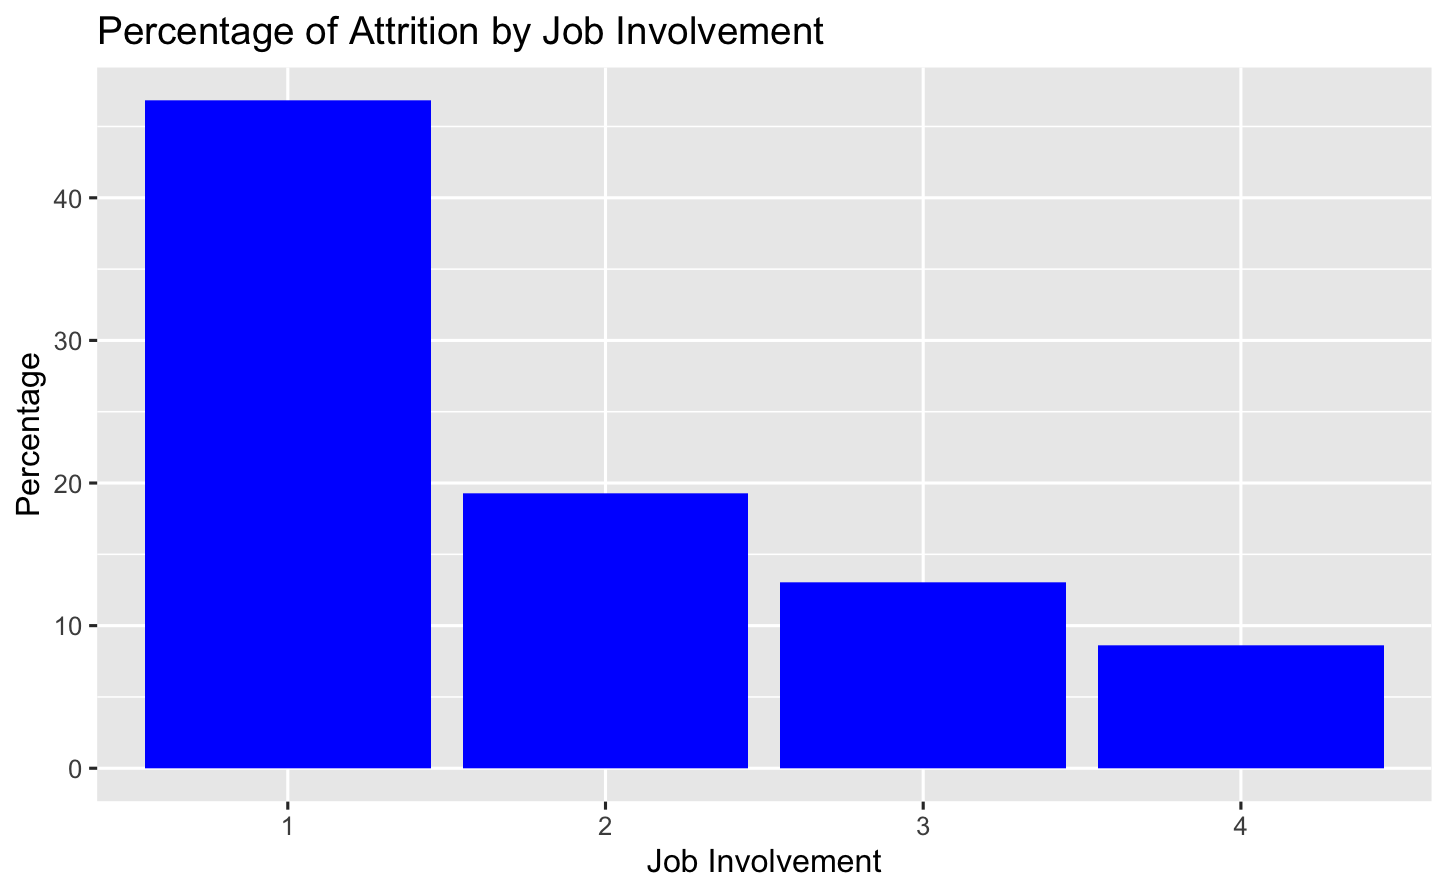 Percentage of Attrition by Job Involvement
Percentage
40
30
20
10
0
1 2 3 4
Job Involvement